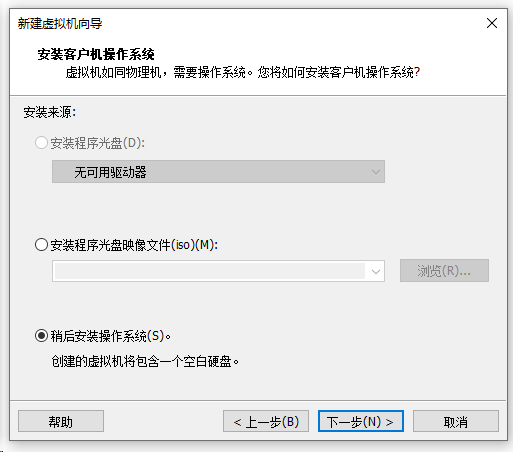 新建虚拟机向导
安装客户机操作系统
虚拟机如同物理机，需要操作系统。您将如何安装客户机操作系统?
安装来源:
安装程序光盘(D):
无可用驱动器
安装程序光盘映像文件(iso)(M):
浏览(R)...
稍后安装操作系统(S)。
创建的虚拟机将包含一个空白硬盘。
帮助
< 上一步(B)
下一步(N) >
取消